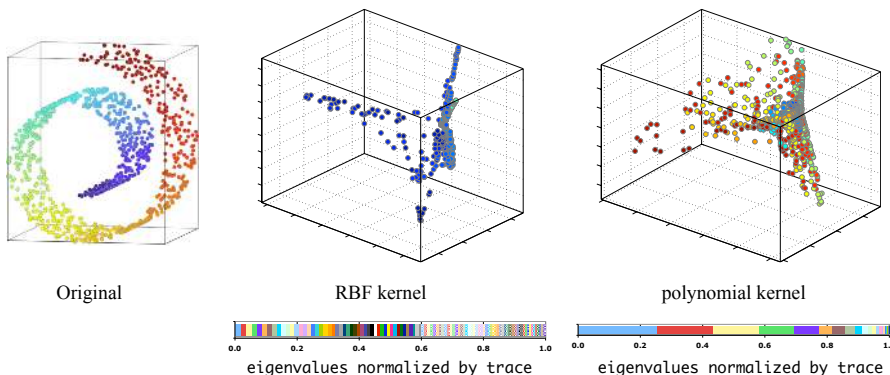 Original
RBF kernel
polynomial kernel
0.0 0.2 0.4 0.6 0.8 1.0
0.0 0.2 0.4 0.6 0.8 1.
eigenvalues normalized by trace
eigenvalues normalized by trace